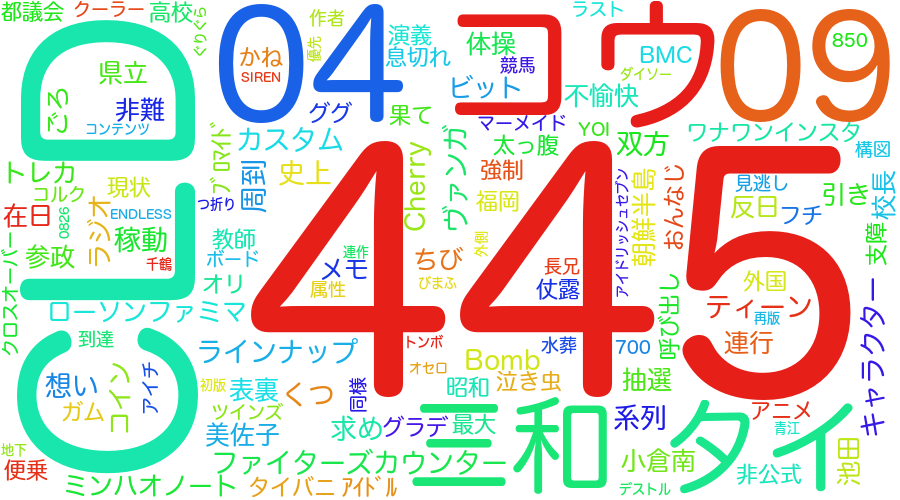 都議会
クーラー
高校
ぐりぐら
04
作者
優先
演義
息切れ
コウ
ラスト
09
850
かね
SIREN
体操
競馬
BMC
ダイソー
県立
ごろ
非難
コンテンツ
ググ
果て
ビット
不愉快
CD
カスタム
ブロマイド
マーメイド
YOI
太っ腹
双方
ワナワンインスタ
構図
トレカ
コルク
現状
つ折り
周到
史上
445
Cherry
ヴァンガ
強制
福岡
アイドリッシュセブン
朝鮮半島
おんなじ
見逃し
反日
フチ
引き
校長
在日
0826
ENDLESS
ラジオ
稼動
千鶴
参政
クロスオーバー
教師
ボード
オリ
メモ
連作
属性
ちび
ぴまふ
外側
長兄
仗露
呼び出し
外国
支障
ティーン
再版
連行
キャラクター
ローソンファミマ
到達
ラインナップ
トンボ
オセロ
水葬
700
Bomb
泣き虫
抽選
想い
ガム
コイン
アイチ
初版
表裏
くつ
同様
昭和
ツインズ
美佐子
求め
グラデ
最大
三和
系列
タイ
アニメ
青江
地下
便乗
ファイターズカウンター
小倉南
非公式
池田
ミンハオノート
タイバニ
アイドル
デストル